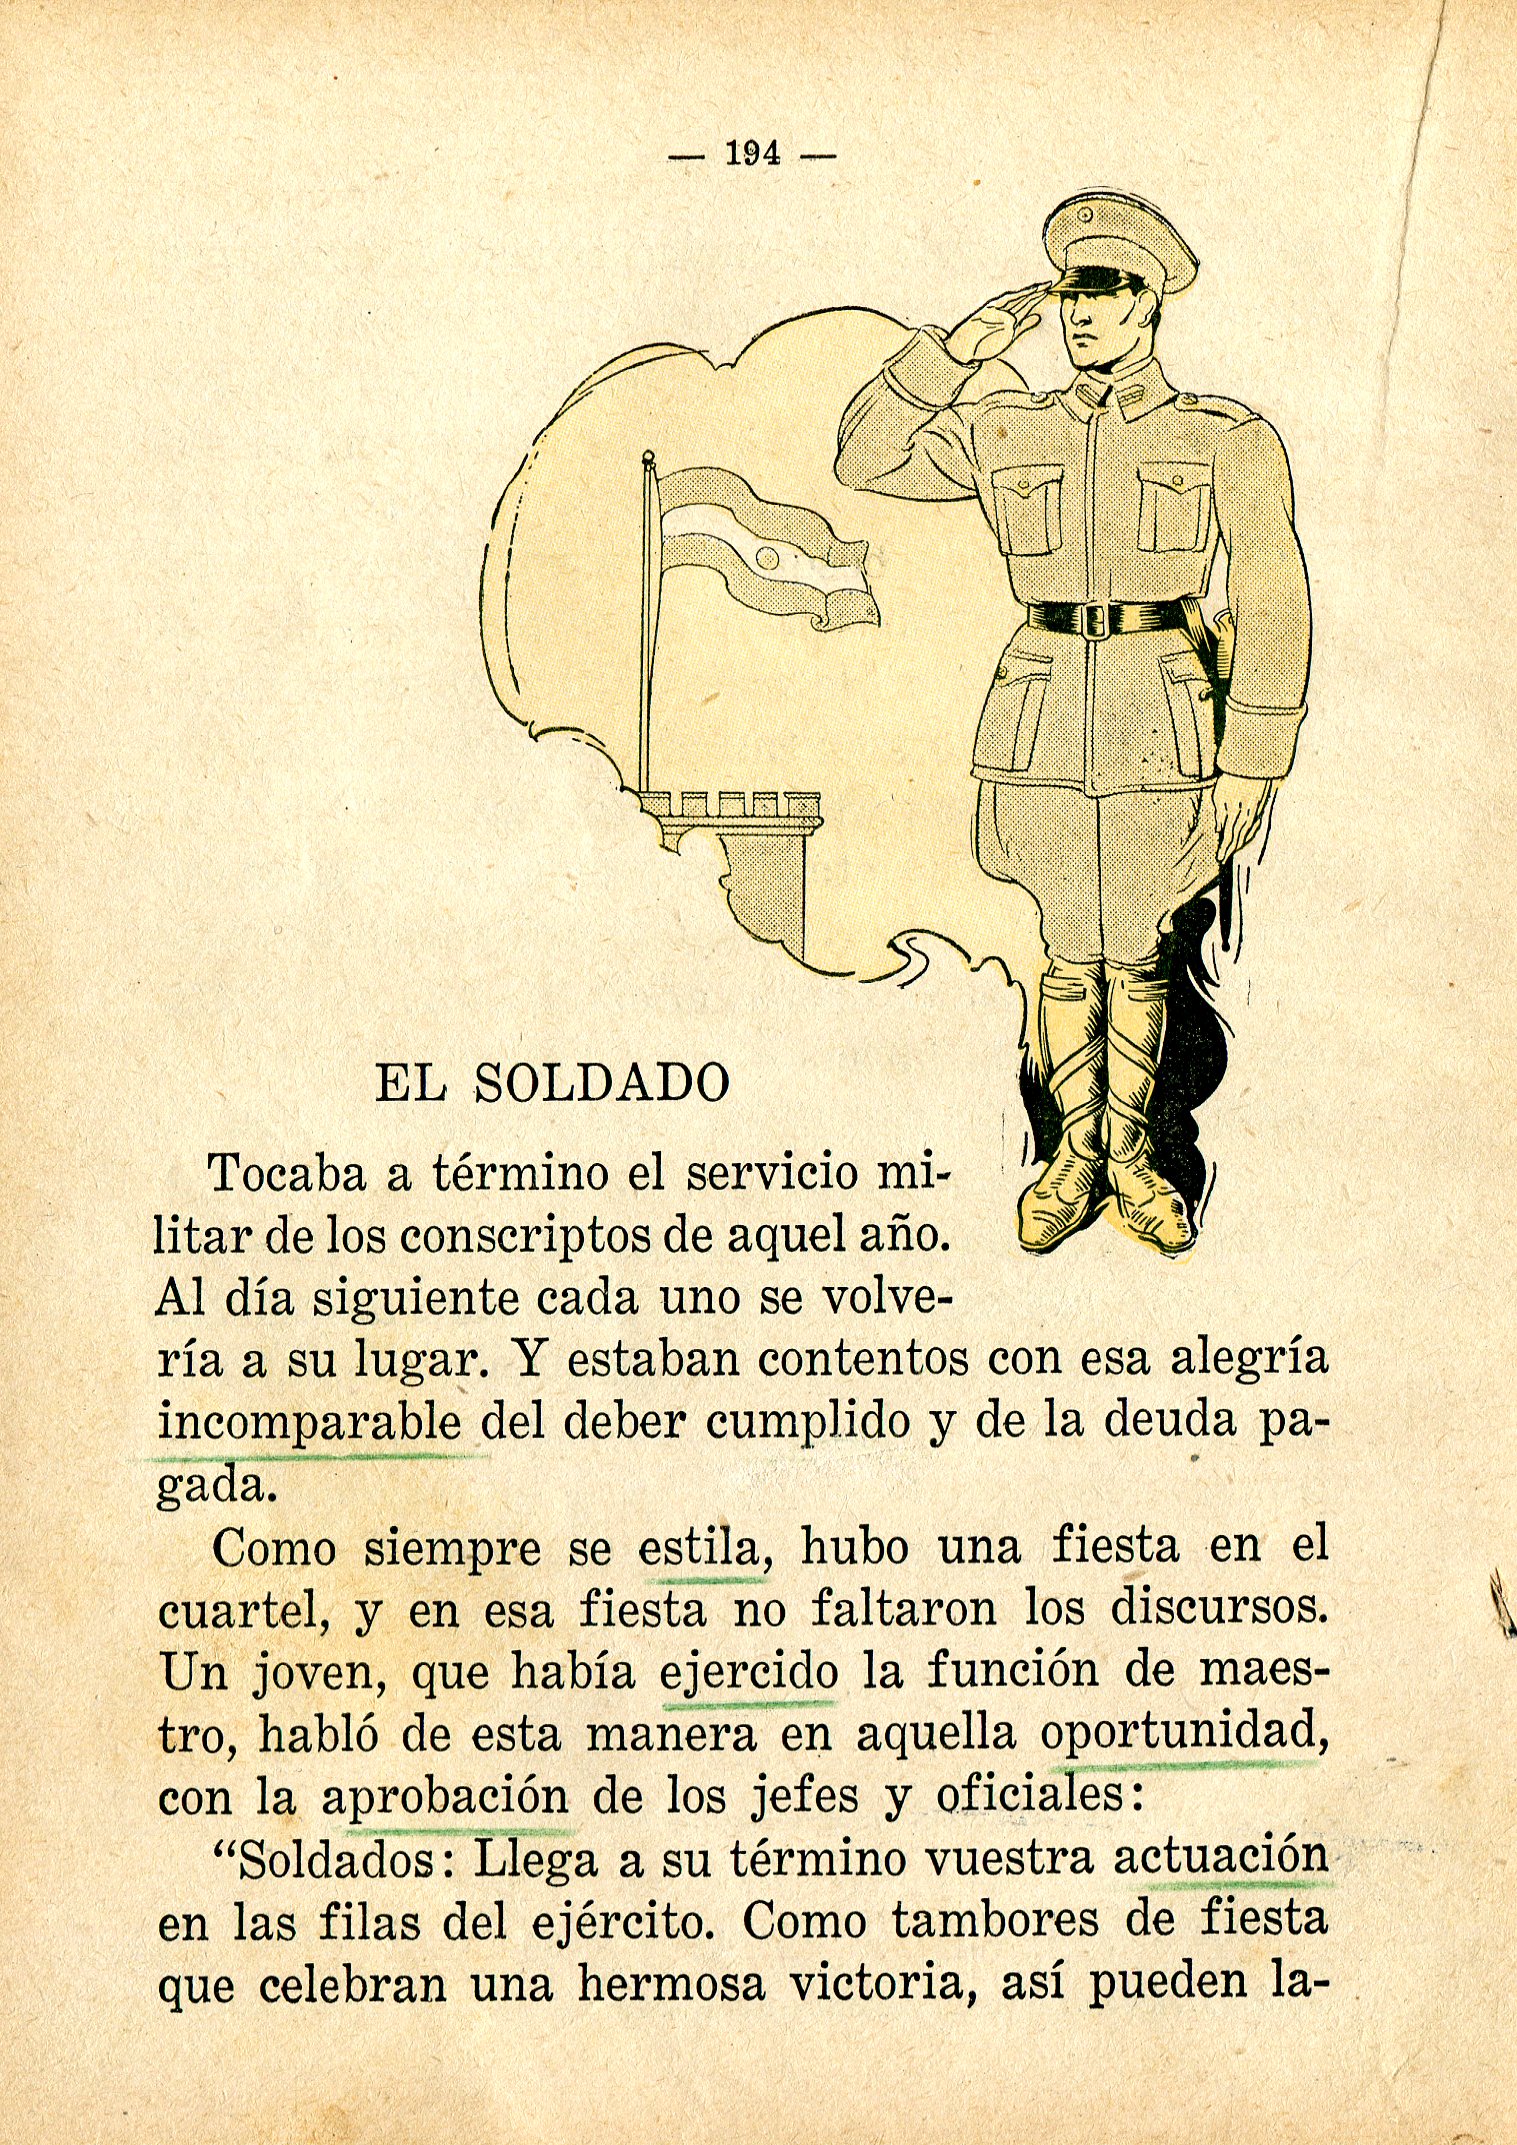 — 194 —
EL SOLDADO
Tocaba a término el servicio mi-
litar de los conscriptos de aquel año.
Al día siguiente cada uno se volve-
ría a su lugar. Y estaban contentos con esa alegría
incomparable del deber cumplido y de la deuda pa-
gada.
Como siempre se estila, hubo una fiesta en el
cuartel, y en esa fiesta no faltaron los discursos.
Un joven, que había ejercido la función de maes-
tro, habló de esta manera en aquella oportunidad,
con la aprobación de los jefes y oficiales:
“Soldados: Llega a su término vuestra actuación
en las filas del ejército. Como tambores de fiesta
que celebran una hermosa victoria, así pueden la-